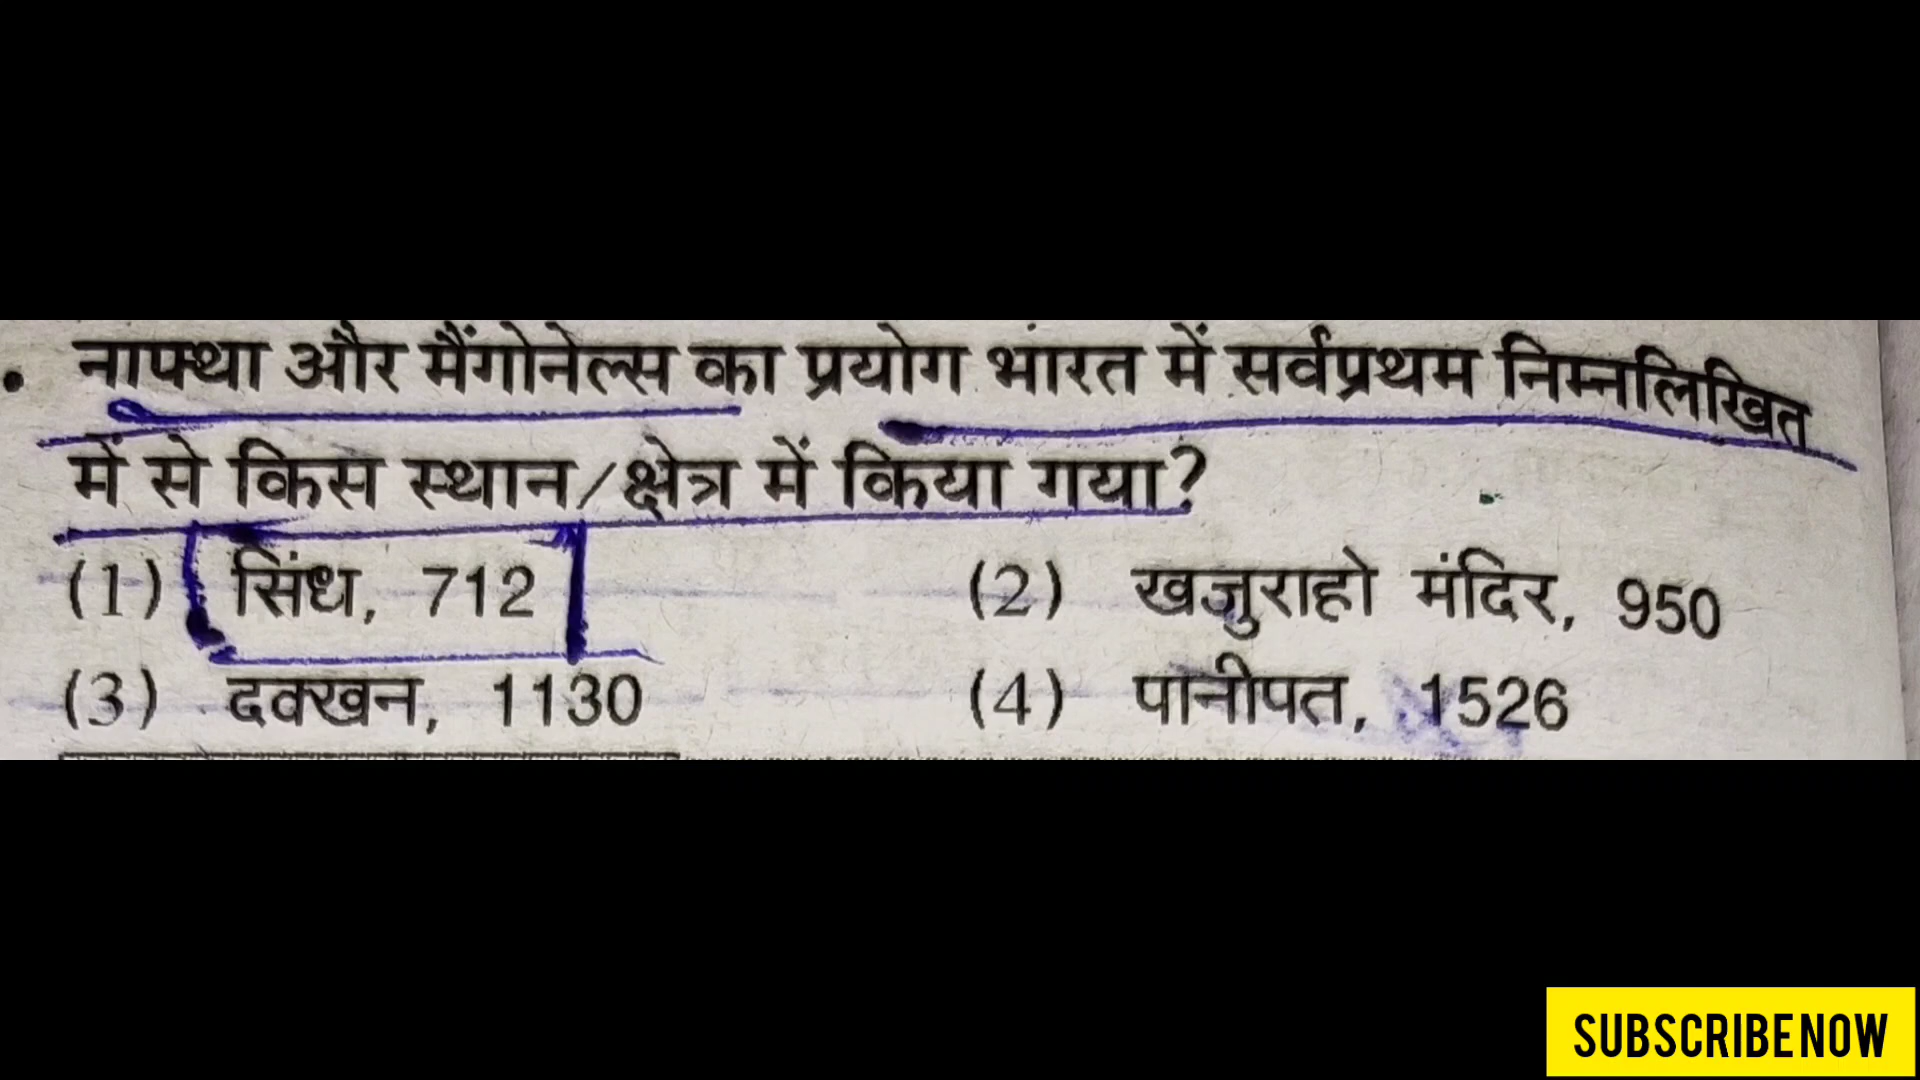 • नाफ्था और मैंगोनेल्स का प्रयोग भारत में सर्वप्रथम निम्नलिखित
में से किस स्थान/क्षेत्र में किया गया?
(1) सिंध, 712 (2) खजुराहो मंदिर, 950
(3) दक्खन, 1130 (4) पानीपत, 1526
SUBSCRIBE NOW